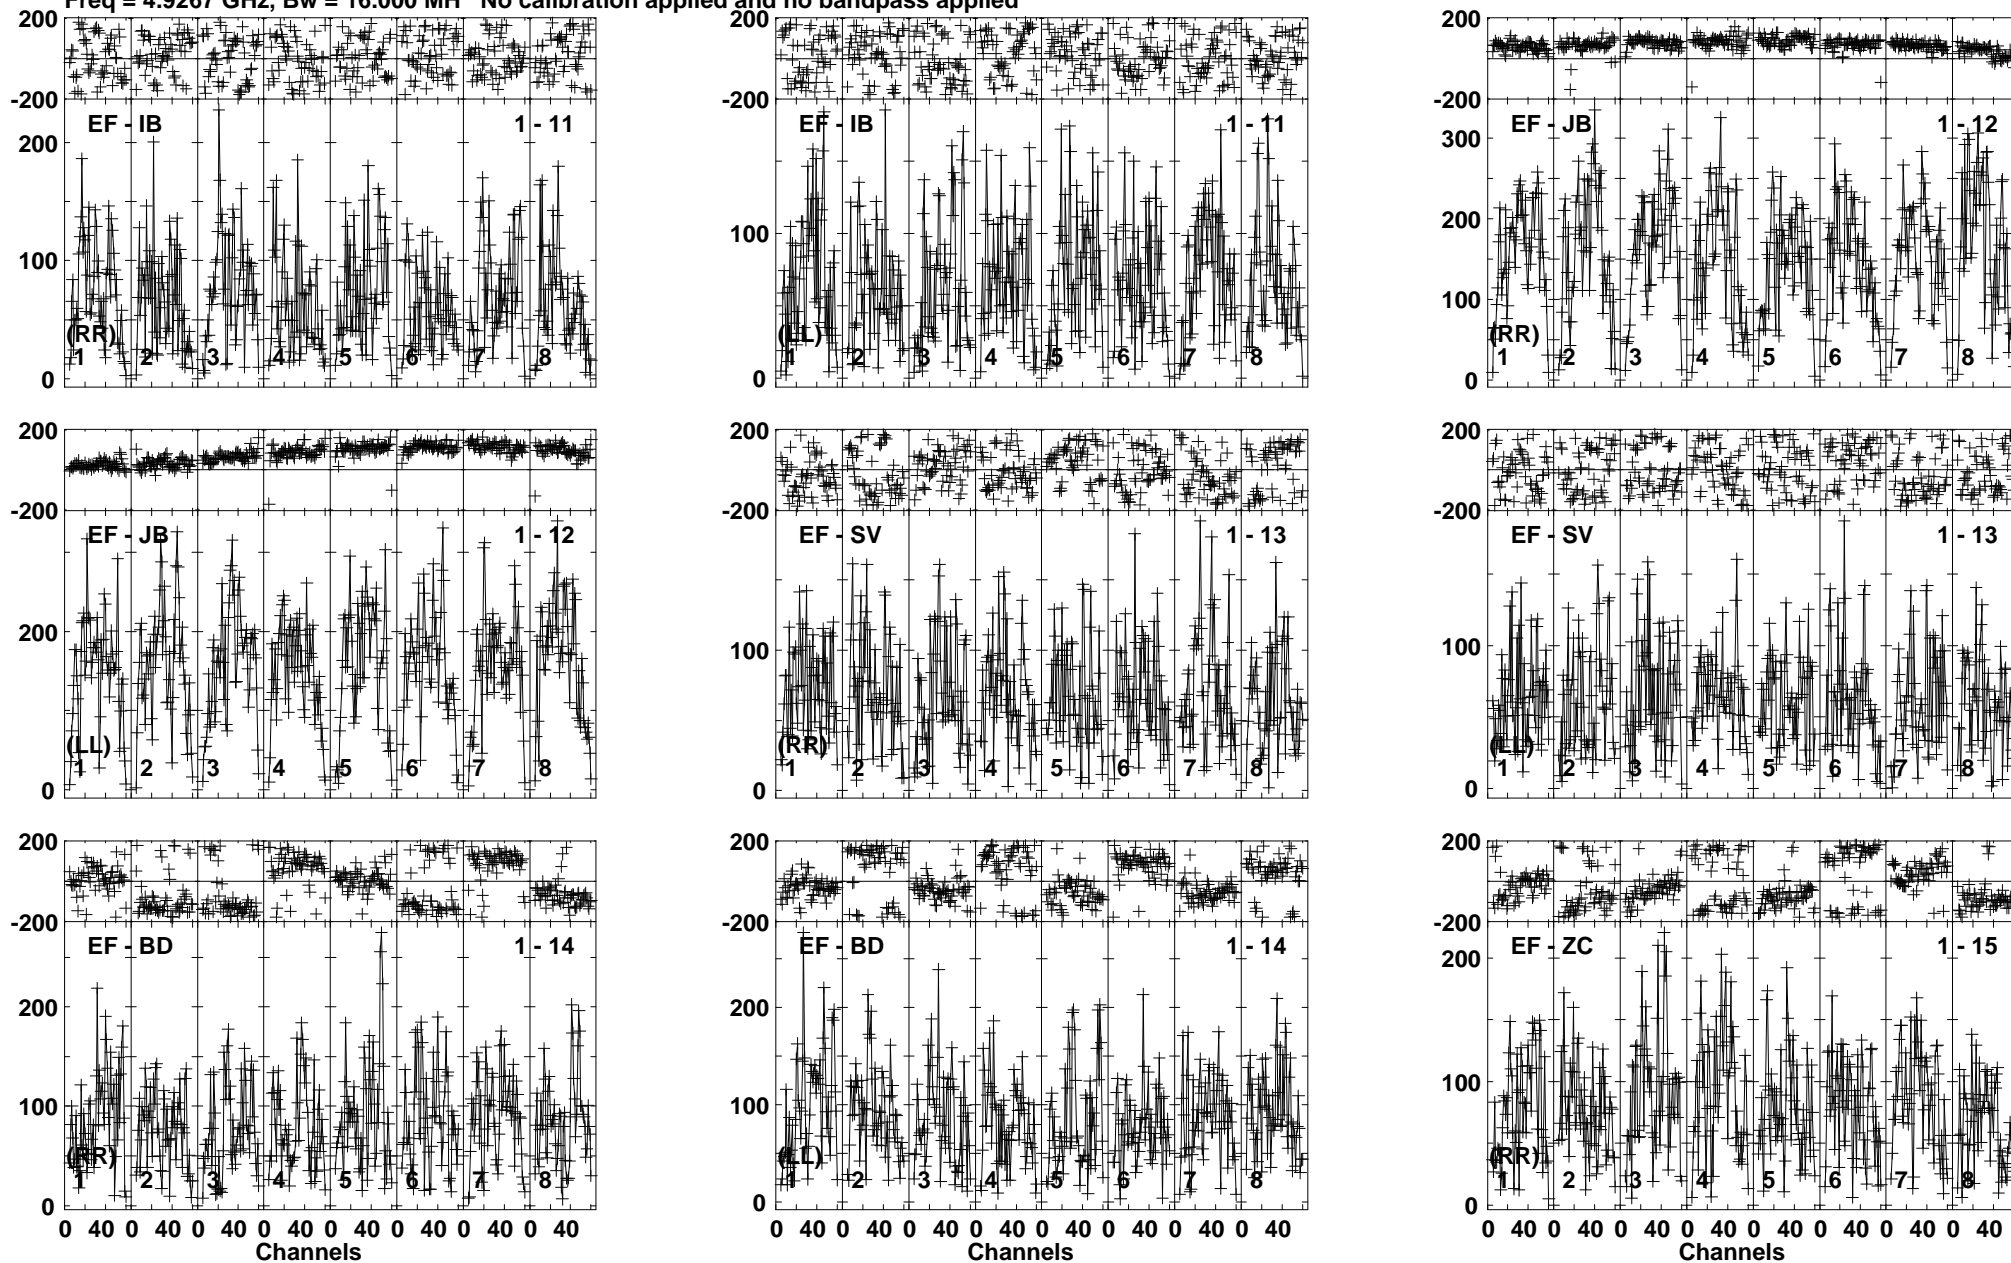 Freq = 4.9267 GHz, Bw = 16.000 MH No calibration applied and no bandpass applied
200 200 200
-200 -200 -200
EF - IB 1 - 11 EF - IB 1 - 11 EF - JB 1 - 12
200 300
100 100 200
100
(RR) (LL) (RR)
1 2 3 4 5 6 7 8 1 2 3 4 5 6 7 8 1 2 3 4 5 6 7 8
0 0 0
200 200 200
-200 -200 -200
EF - JB 1 - 12 EF - SV 1 - 13 EF - SV 1 - 13
200 100 100
(LL) (RR) (LL)
1 2 3 4 5 6 7 8 1 2 3 4 5 6 7 8 1 2 3 4 5 6 7 8
0 0 0
200 200 200
-200 -200 -200
EF - BD 1 - 14 EF - BD 1 - 14 EF - ZC 1 - 15
200 200 200
100 100 100
(RR) (LL) (RR)
1 2 3 4 5 6 7 8 1 2 3 4 5 6 7 8 1 2 3 4 5 6 7 8
0 0 0
0 40 0 40 0 40 0 40 0 40 0 40 0 40 0 40 0 40 0 40 0 40 0 40 0 40 0 40 0 40 0 40 0 40 0 40 0 40 0 40 0 40 0 40 0 40 0 40
Channels Channels Channels